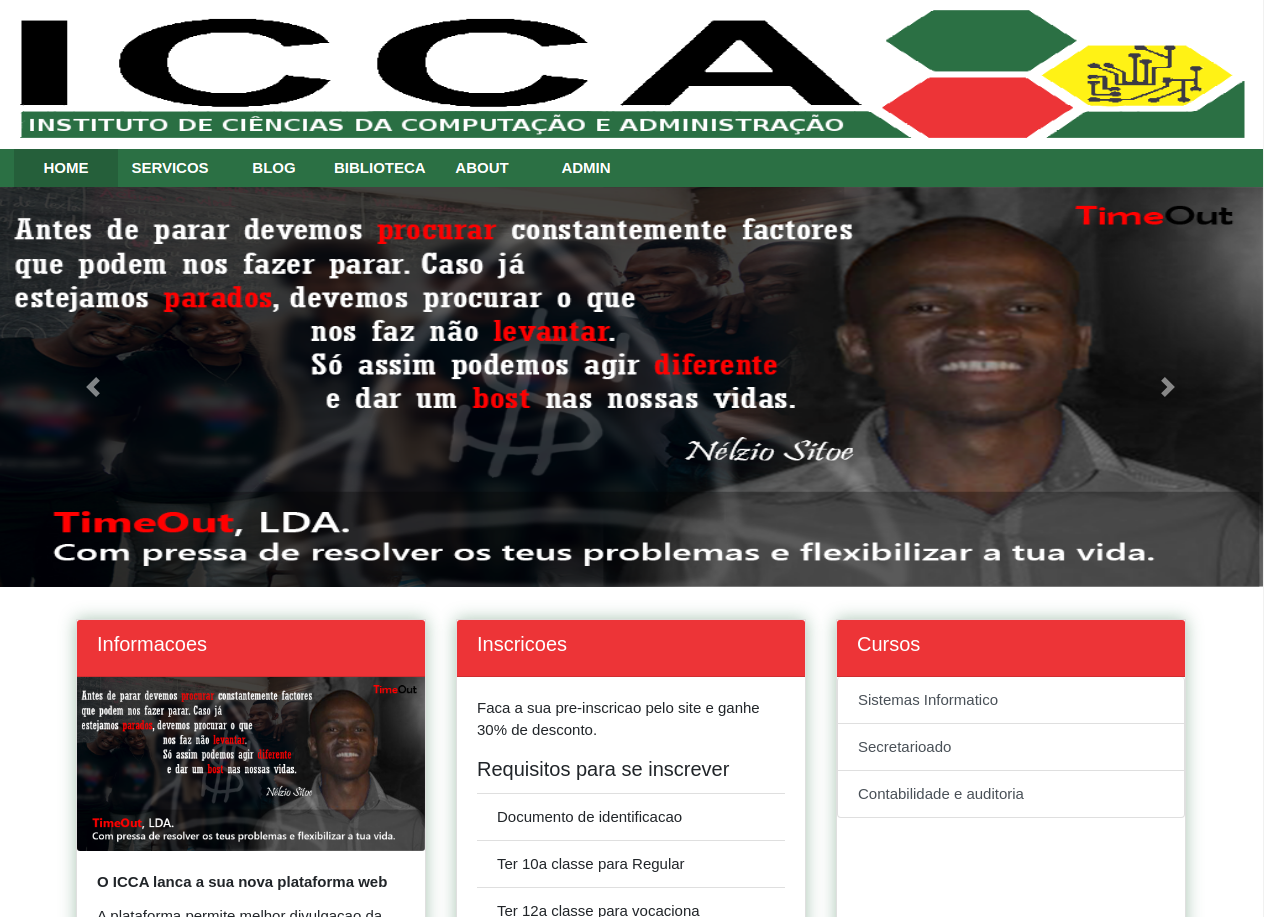 ICCA
INSTITUTO DE CIÊNCIAS DA COMPUTAÇÃO E ADMINISTRAÇÃO
HOME SERVICOS BLOG BIBLIOTECA ABOUT ADMIN
TimeOut
Antes de parar devemos procurar constantemente factores
que podem nos fazer parar. Caso já
estejamos parados, devemos procurar o que
nos faz não levantar.
Só assim podemos agir diferente
e dar um bost nas nossas vidas.
Nélzio Sitoe
TimeOut, LDA.
Com pressa de resolver os teus problemas e flexibilizar a tua vida.
Informacoes
TimeOut
Antes de parar devemos procurar constantemente factores
que podem nos fazer parar. Caso já
estejamos parados, devemos procurar o que
nos faz não levantar.
Só assim podemos agir diferente
e dar um bost nas nossas vidas.
Nélzio Sitoe
TimeOut, LDA.
Com pressa de resolver os teus problemas e flexibilizar a tua vida.
O ICCA lanca a sua nova plataforma web
A plataforma permite melhor divulgacao da
Inscricoes
Faca a sua pre-inscricao pelo site e ganhe
30% de desconto.
Requisitos para se inscrever
Documento de identificacao
Ter 10a classe para Regular
Ter 12a classe para vocaciona
Cursos
Sistemas Informatico
Secretarioado
Contabilidade e auditoria